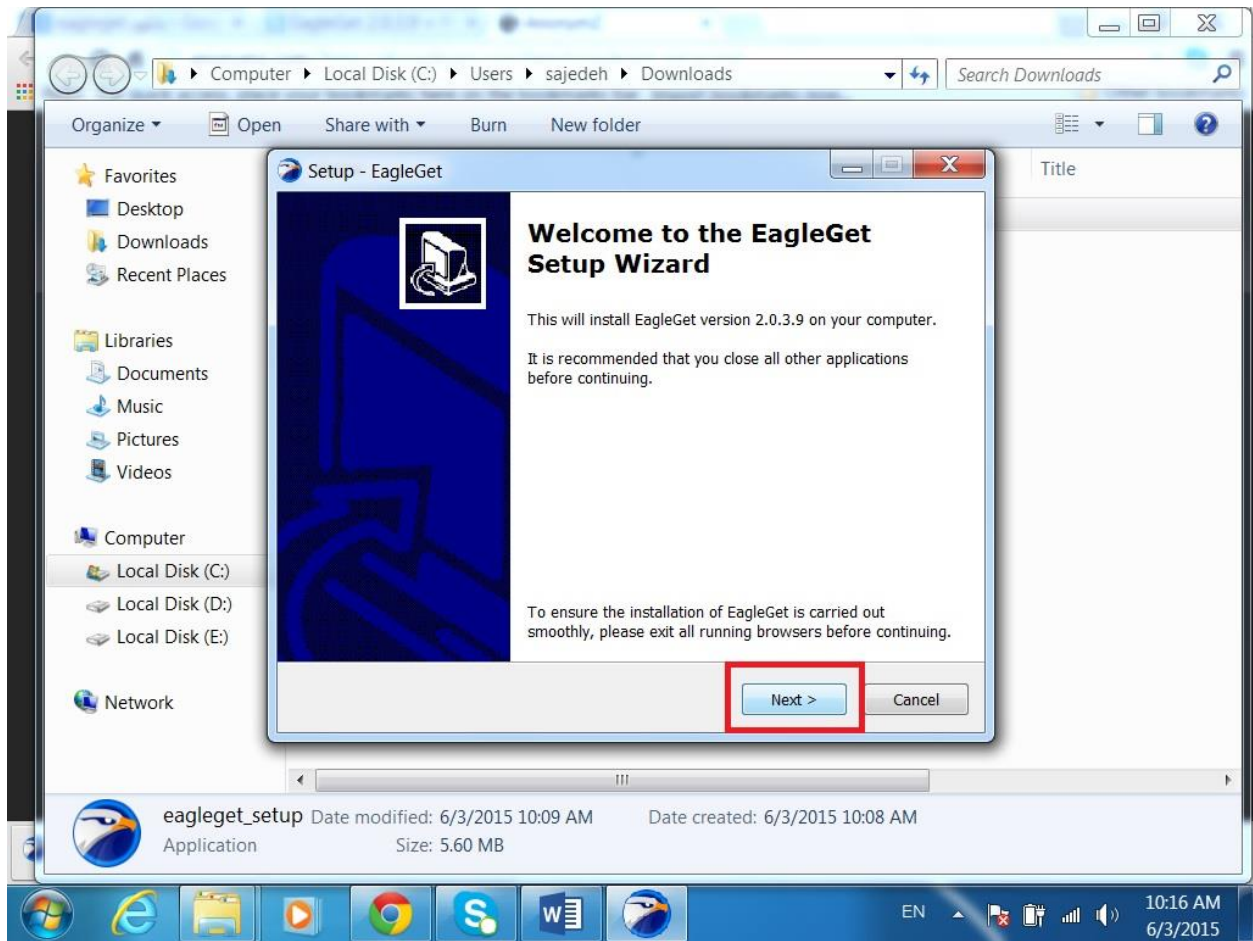 Computer ▸ Local Disk (C:) ▸ Users ▸ sajedeh ▸ Downloads
Search Downloads
Organize Open Share with Burn New folder
Favorites
Desktop
Downloads
Recent Places
Libraries
Documents
Music
Pictures
Videos
Computer
Local Disk (C:)
Local Disk (D:)
Local Disk (E:)
Network
Title
Setup - EagleGet
Welcome to the EagleGet
Setup Wizard
This will install EagleGet version 2.0.3.9 on your computer.
It is recommended that you close all other applications
before continuing.
To ensure the installation of EagleGet is carried out
smoothly, please exit all running browsers before continuing.
Next > Cancel
eagleget_setup Date modified: 6/3/2015 10:09 AM Date created: 6/3/2015 10:08 AM
Application Size: 5.60 MB
EN
10:16 AM
6/3/2015